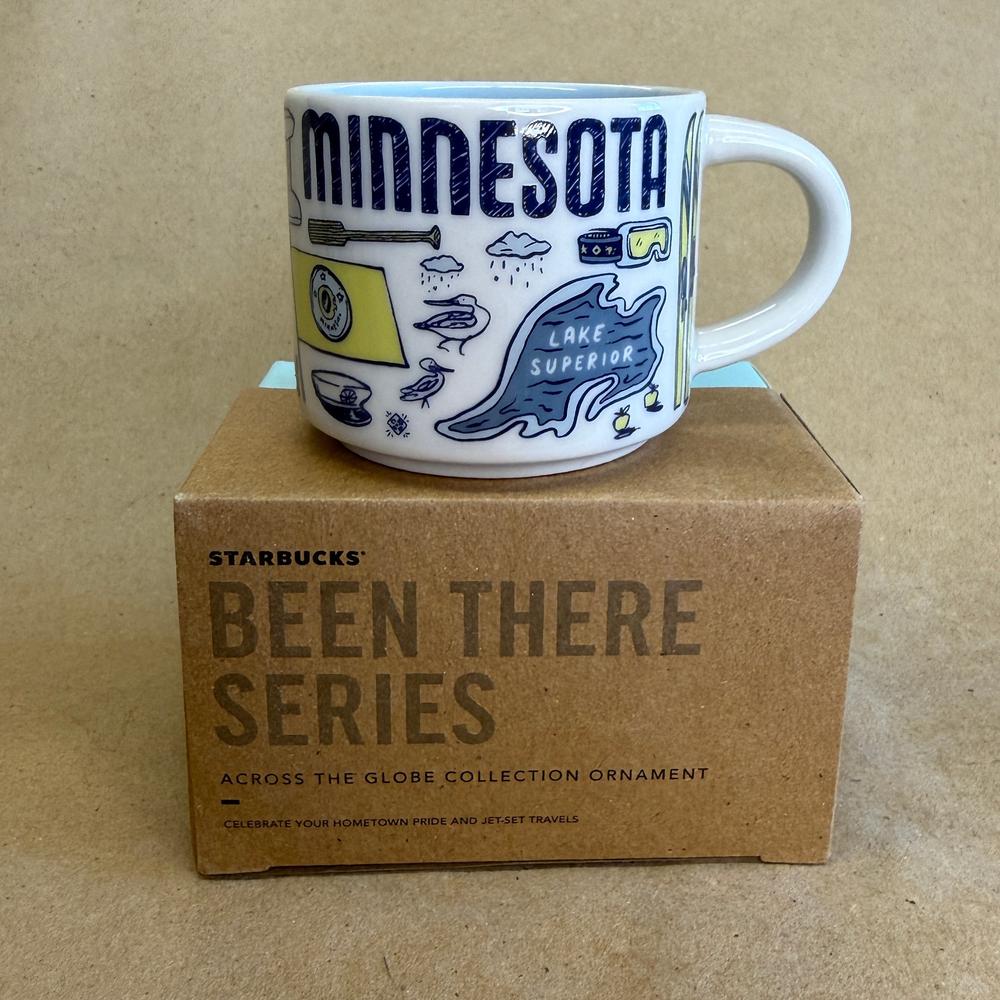 MINNESOTA
LAKE
SUPERIOR
STARBUCKS®
BEEN THERE
SERIES
ACROSS THE GLOBE COLLECTION ORNAMENT
CELEBRATE YOUR HOMETOWN PRIDE AND JET-SET TRAVELS